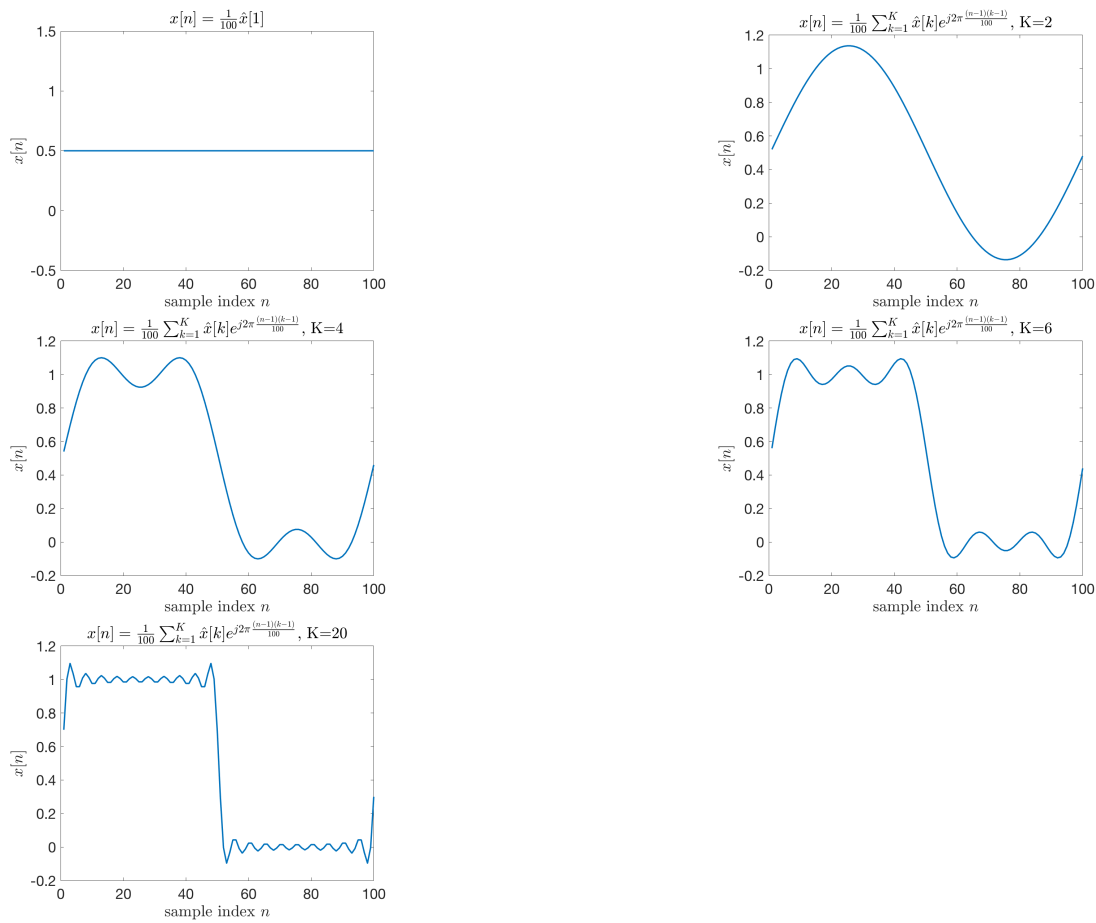 x[n] = \frac{1}{100} \hat{x}[1]
1.5
1
0.5
0
-0.5
x[n]
0 20 40 60 80 100
sample index n
x[n] = \frac{1}{100} \sum_{k=1}^{K} \hat{x}[k] e^{j2\pi \frac{(n-1)(k-1)}{100}}, K=2
1.2
1
0.8
0.6
0.4
0.2
0
-0.2
x[n]
0 20 40 60 80 100
sample index n
x[n] = \frac{1}{100} \sum_{k=1}^{K} \hat{x}[k] e^{j2\pi \frac{(n-1)(k-1)}{100}}, K=4
1.2
1
0.8
0.6
0.4
0.2
0
-0.2
x[n]
0 20 40 60 80 100
sample index n
x[n] = \frac{1}{100} \sum_{k=1}^{K} \hat{x}[k] e^{j2\pi \frac{(n-1)(k-1)}{100}}, K=6
1.2
1
0.8
0.6
0.4
0.2
0
-0.2
x[n]
0 20 40 60 80 100
sample index n
x[n] = \frac{1}{100} \sum_{k=1}^{K} \hat{x}[k] e^{j2\pi \frac{(n-1)(k-1)}{100}}, K=20
1.2
1
0.8
0.6
0.4
0.2
0
-0.2
x[n]
0 20 40 60 80 100
sample index n